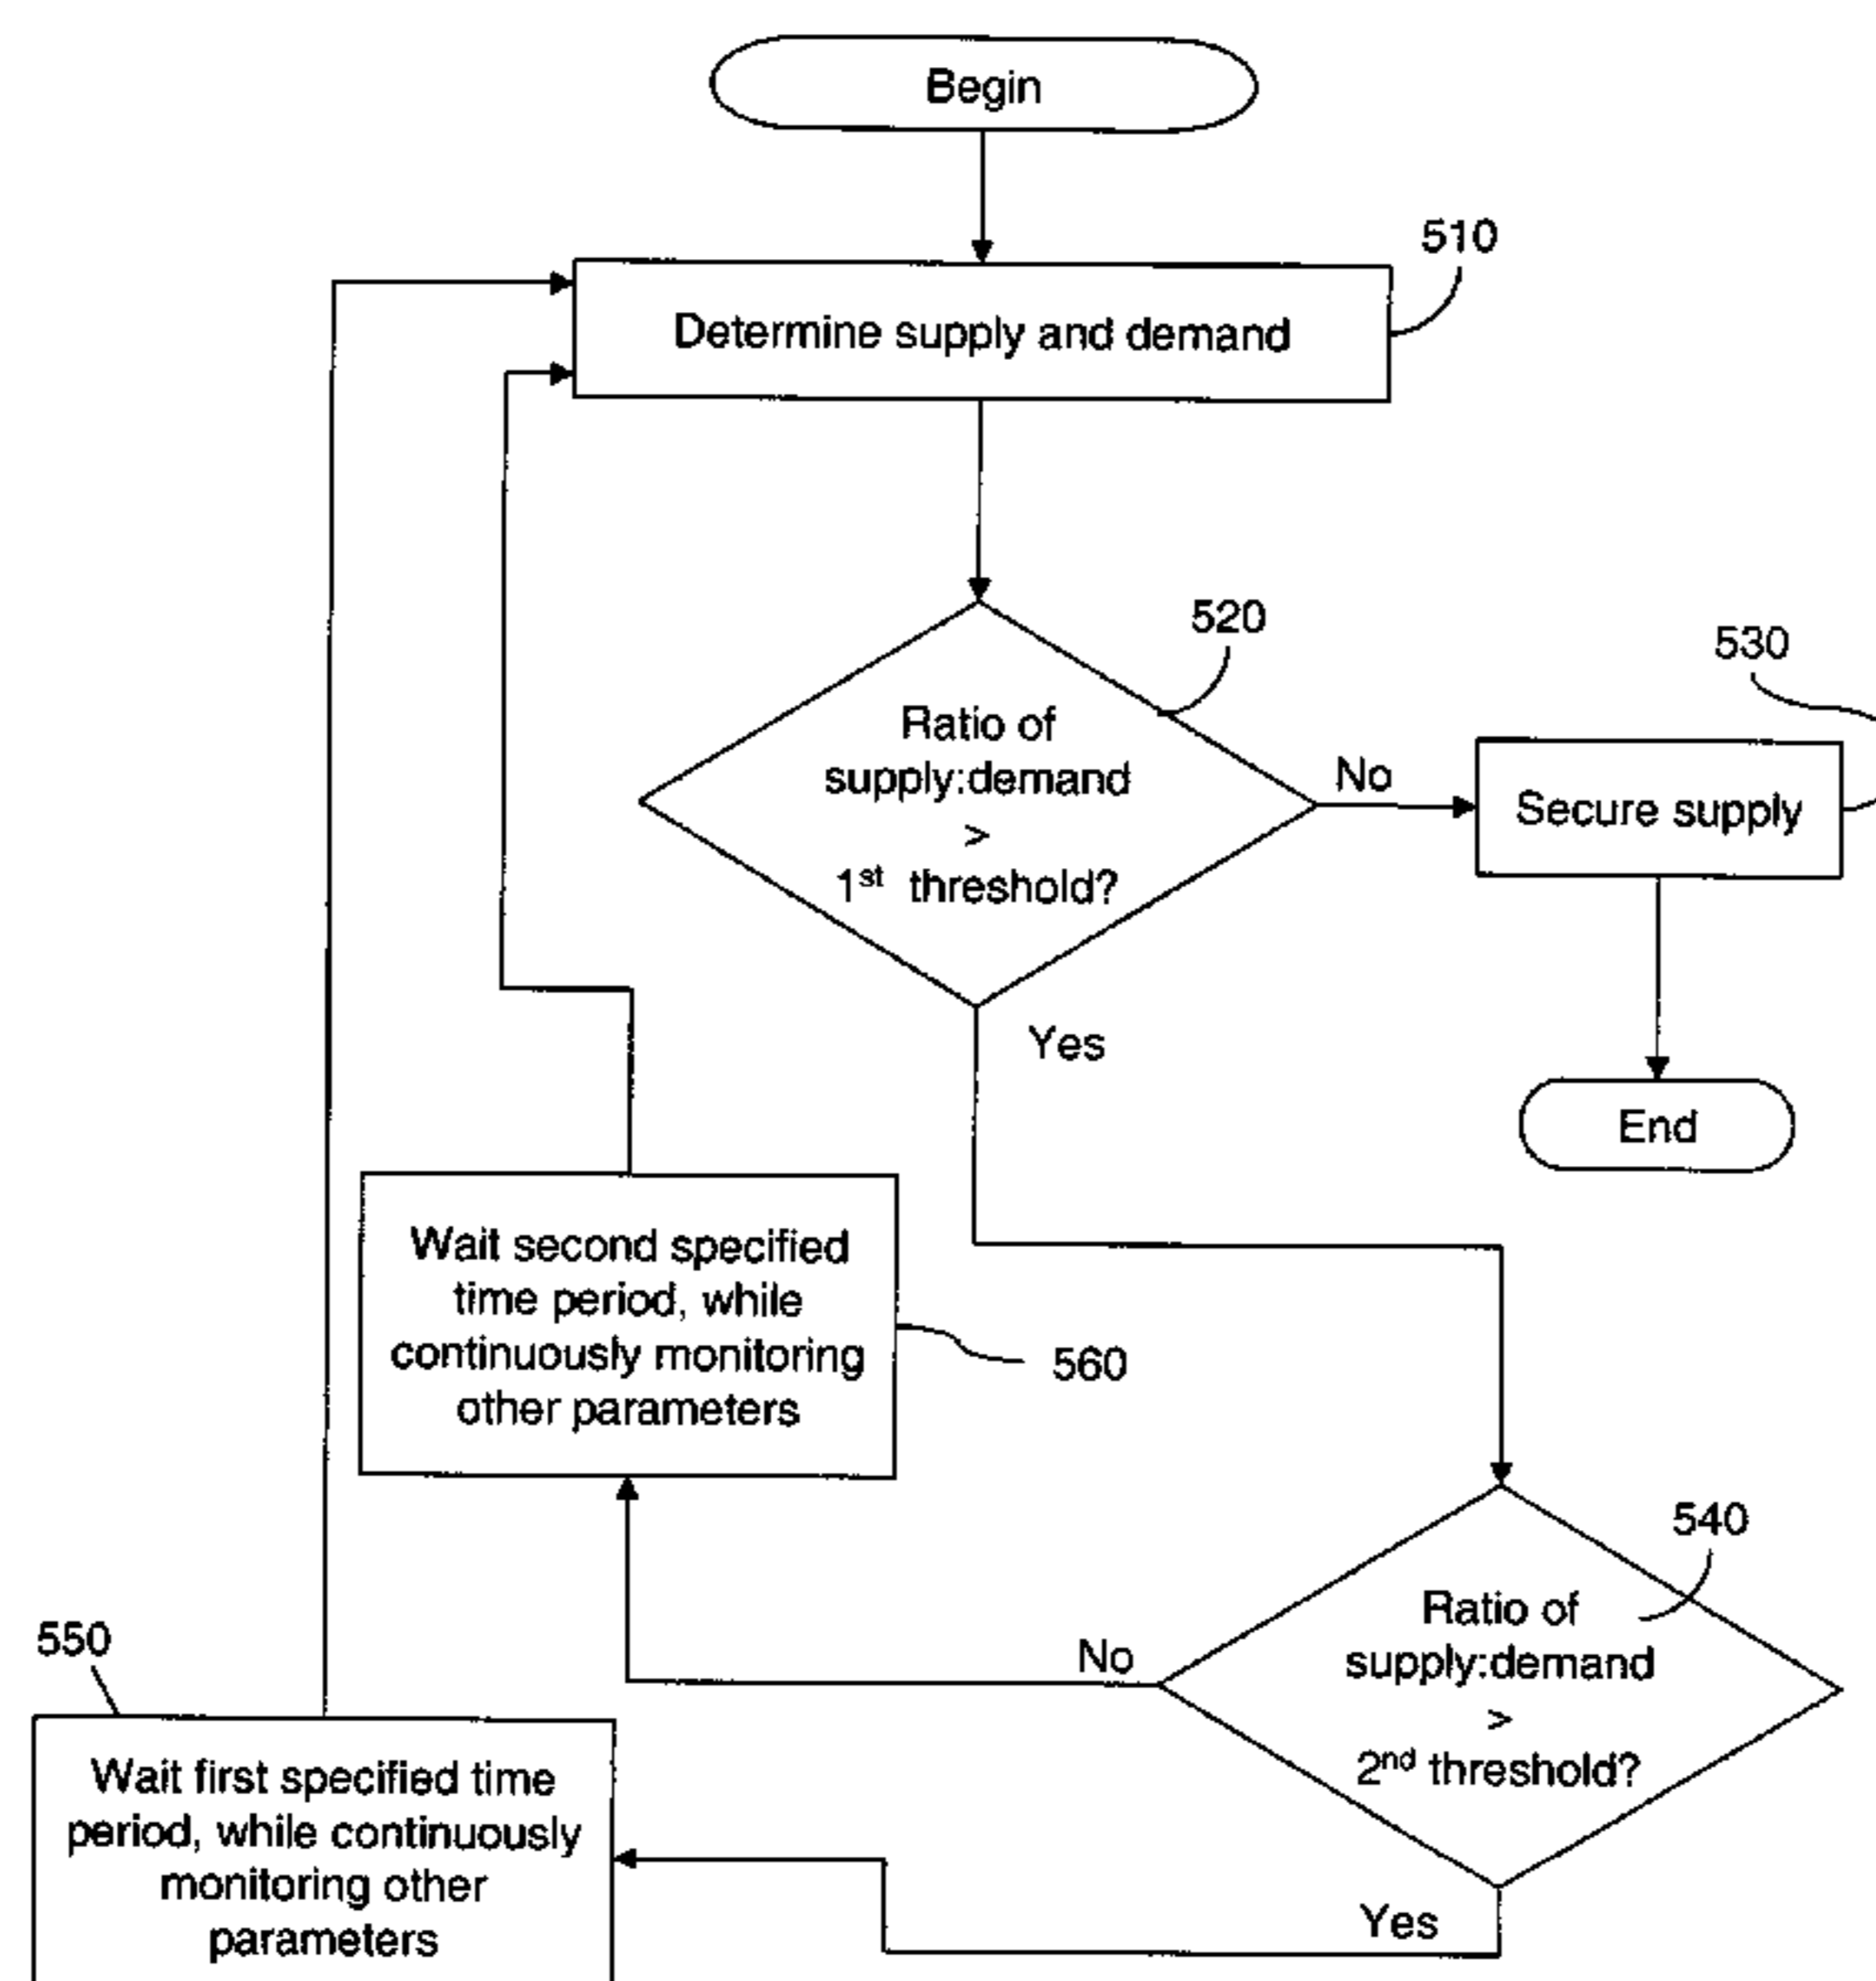 Begin
510
Determine supply and demand
520
530
Ratio of
supply:demand
>
1st threshold?
No
Secure supply
Yes
End
Wait second specified
time period, while
continuously monitoring
other parameters
560
540
Ratio of
supply:demand
>
2nd threshold?
No
550
Wait first specified time
period, while continuously
monitoring other
parameters
Yes